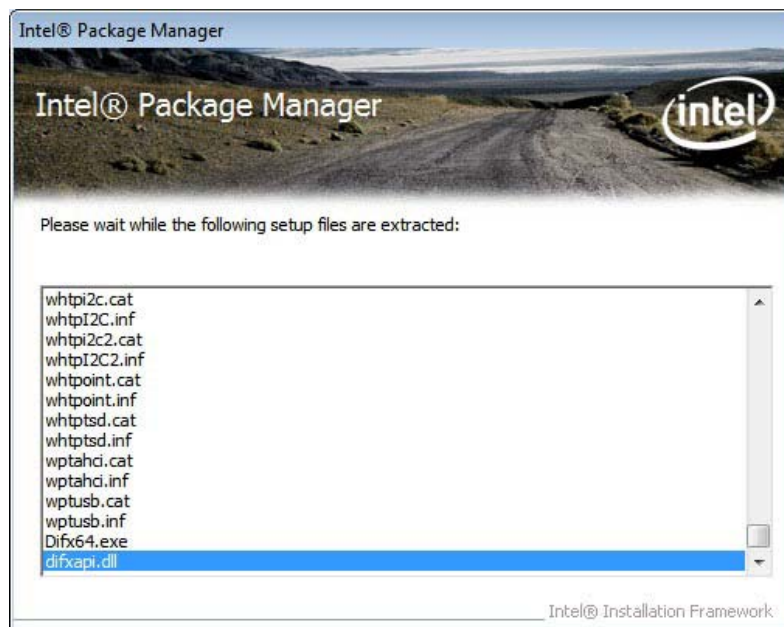 Intel® Package Manager
Intel® Package Manager
intel
Please wait while the following setup files are extracted:
whtpi2c.cat
whtpI2C.inf
whtpi2c2.cat
whtpI2C2.inf
whtpoint.cat
whtpoint.inf
whtptsd.cat
whtptsd.inf
wptahci.cat
wptahci.inf
wptusb.cat
wptusb.inf
Difx64.exe
difxapi.dll
Intel® Installation Framework